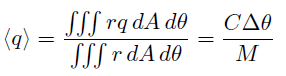 ⟨q⟩ = ∭ rq dA dθ / ∭ r dA dθ = CΔθ / M